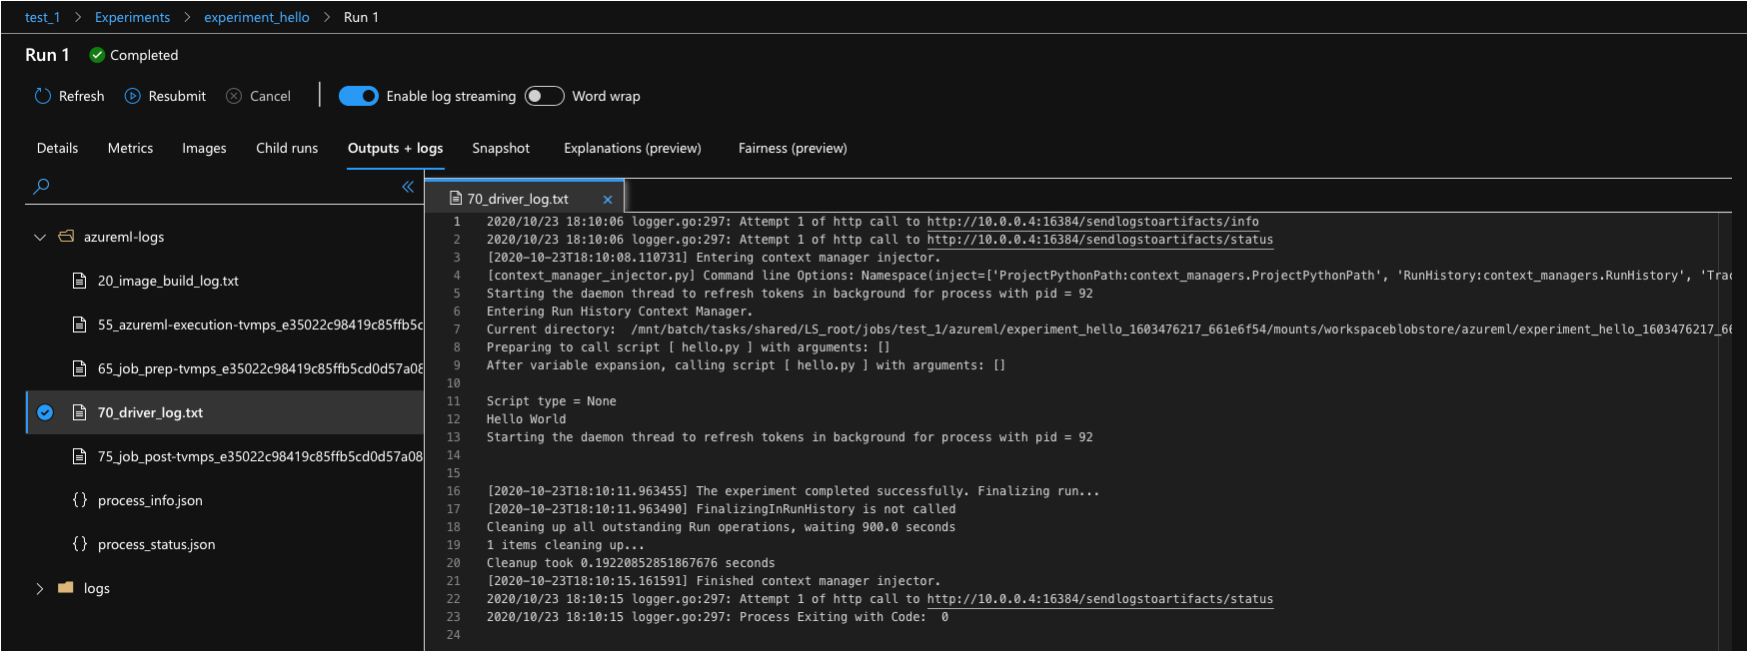 test_1 > Experiments > experiment_hello > Run 1
Run 1 Completed
Refresh Resubmit Cancel Enable log streaming Word wrap
Details Metrics Images Child runs Outputs + logs Snapshot Explanations (preview) Fairness (preview)
azureml-logs
20_image_build_log.txt
55_azureml-execution-tvmps_e35022c98419c85ffb5c
65_job_prep-tvmps_e35022c98419c85ffb5cd0d57a08
70_driver_log.txt
75_job_post-tvmps_e35022c98419c85ffb5cd0d57a08
{} process_info.json
{} process_status.json
logs
70_driver_log.txt ×
1 2020/10/23 18:10:06 logger.go:297: Attempt 1 of http call to http://10.0.0.4:16384/sendlogstoartifacts/info
2 2020/10/23 18:10:06 logger.go:297: Attempt 1 of http call to http://10.0.0.4:16384/sendlogstoartifacts/status
3 [2020-10-23T18:10:08.110731] Entering context manager injector.
4 [context_manager_injector.py] Command line Options: Namespace(inject=['ProjectPythonPath:context_managers.ProjectPythonPath', 'RunHistory:context_managers.RunHistory', 'Trac
5 Starting the daemon thread to refresh tokens in background for process with pid = 92
6 Entering Run History Context Manager.
7 Current directory:  /mnt/batch/tasks/shared/LS_root/jobs/test_1/azureml/experiment_hello_1603476217_661e6f54/mounts/workspaceblobstore/azureml/experiment_hello_1603476217_66
8 Preparing to call script [ hello.py ] with arguments: []
9 After variable expansion, calling script [ hello.py ] with arguments: []
10
11 Script type = None
12 Hello World
13 Starting the daemon thread to refresh tokens in background for process with pid = 92
14
15
16 [2020-10-23T18:10:11.963455] The experiment completed successfully. Finalizing run...
17 [2020-10-23T18:10:11.963490] FinalizingInRunHistory is not called
18 Cleaning up all outstanding Run operations, waiting 900.0 seconds
19 1 items cleaning up...
20 Cleanup took 0.19220852851867676 seconds
21 [2020-10-23T18:10:15.161591] Finished context manager injector.
22 2020/10/23 18:10:15 logger.go:297: Attempt 1 of http call to http://10.0.0.4:16384/sendlogstoartifacts/status
23 2020/10/23 18:10:15 logger.go:297: Process Exiting with Code:  0
24